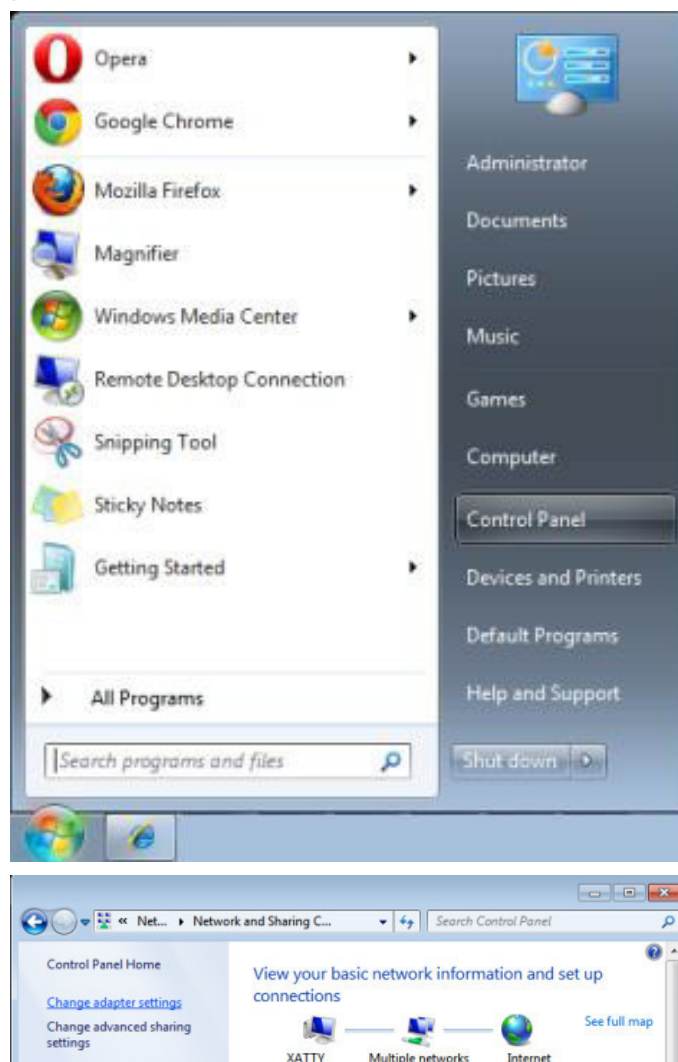 Opera
Google Chrome
Mozilla Firefox
Magnifier
Windows Media Center
Remote Desktop Connection
Snipping Tool
Sticky Notes
Getting Started
All Programs
Search programs and files
Administrator
Documents
Pictures
Music
Games
Computer
Control Panel
Devices and Printers
Default Programs
Help and Support
Shut down
« Net... Network and Sharing C...
Search Control Panel
Control Panel Home
Change adapter settings
Change advanced sharing
settings
View your basic network information and set up
connections
See full map
XATTY
Multiple networks
Internet